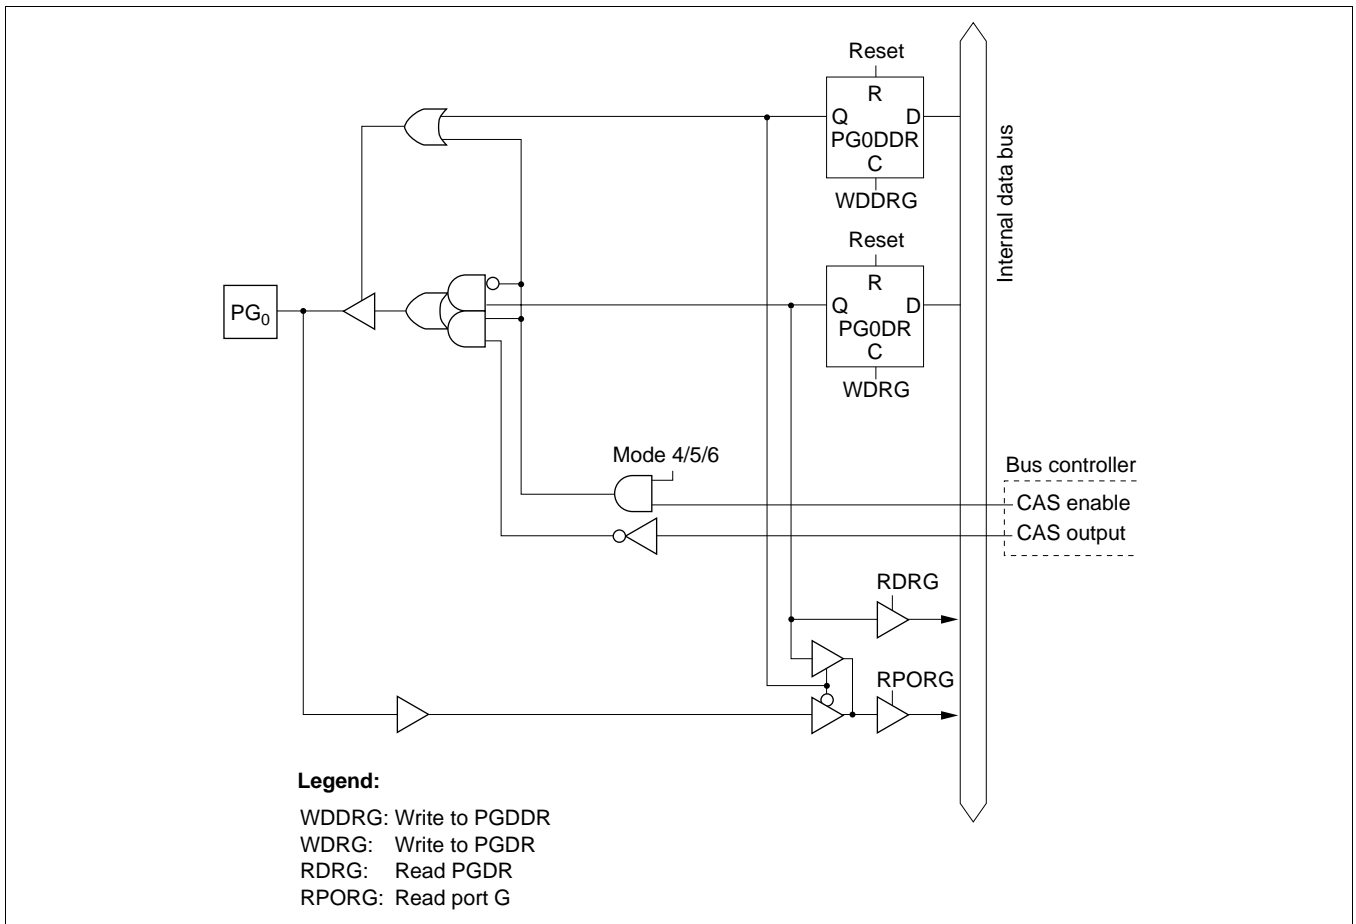 Reset
R
Q D
PG0DDR
C
WDDRG
Internal data bus
Reset
R
Q D
PG0DR
C
WDRG
PG0
Mode 4/5/6
Bus controller
CAS enable
CAS output
RDRG
RPORG
Legend:
WDDRG: Write to PGDDR
WDRG: Write to PGDR
RDRG: Read PGDR
RPORG: Read port G